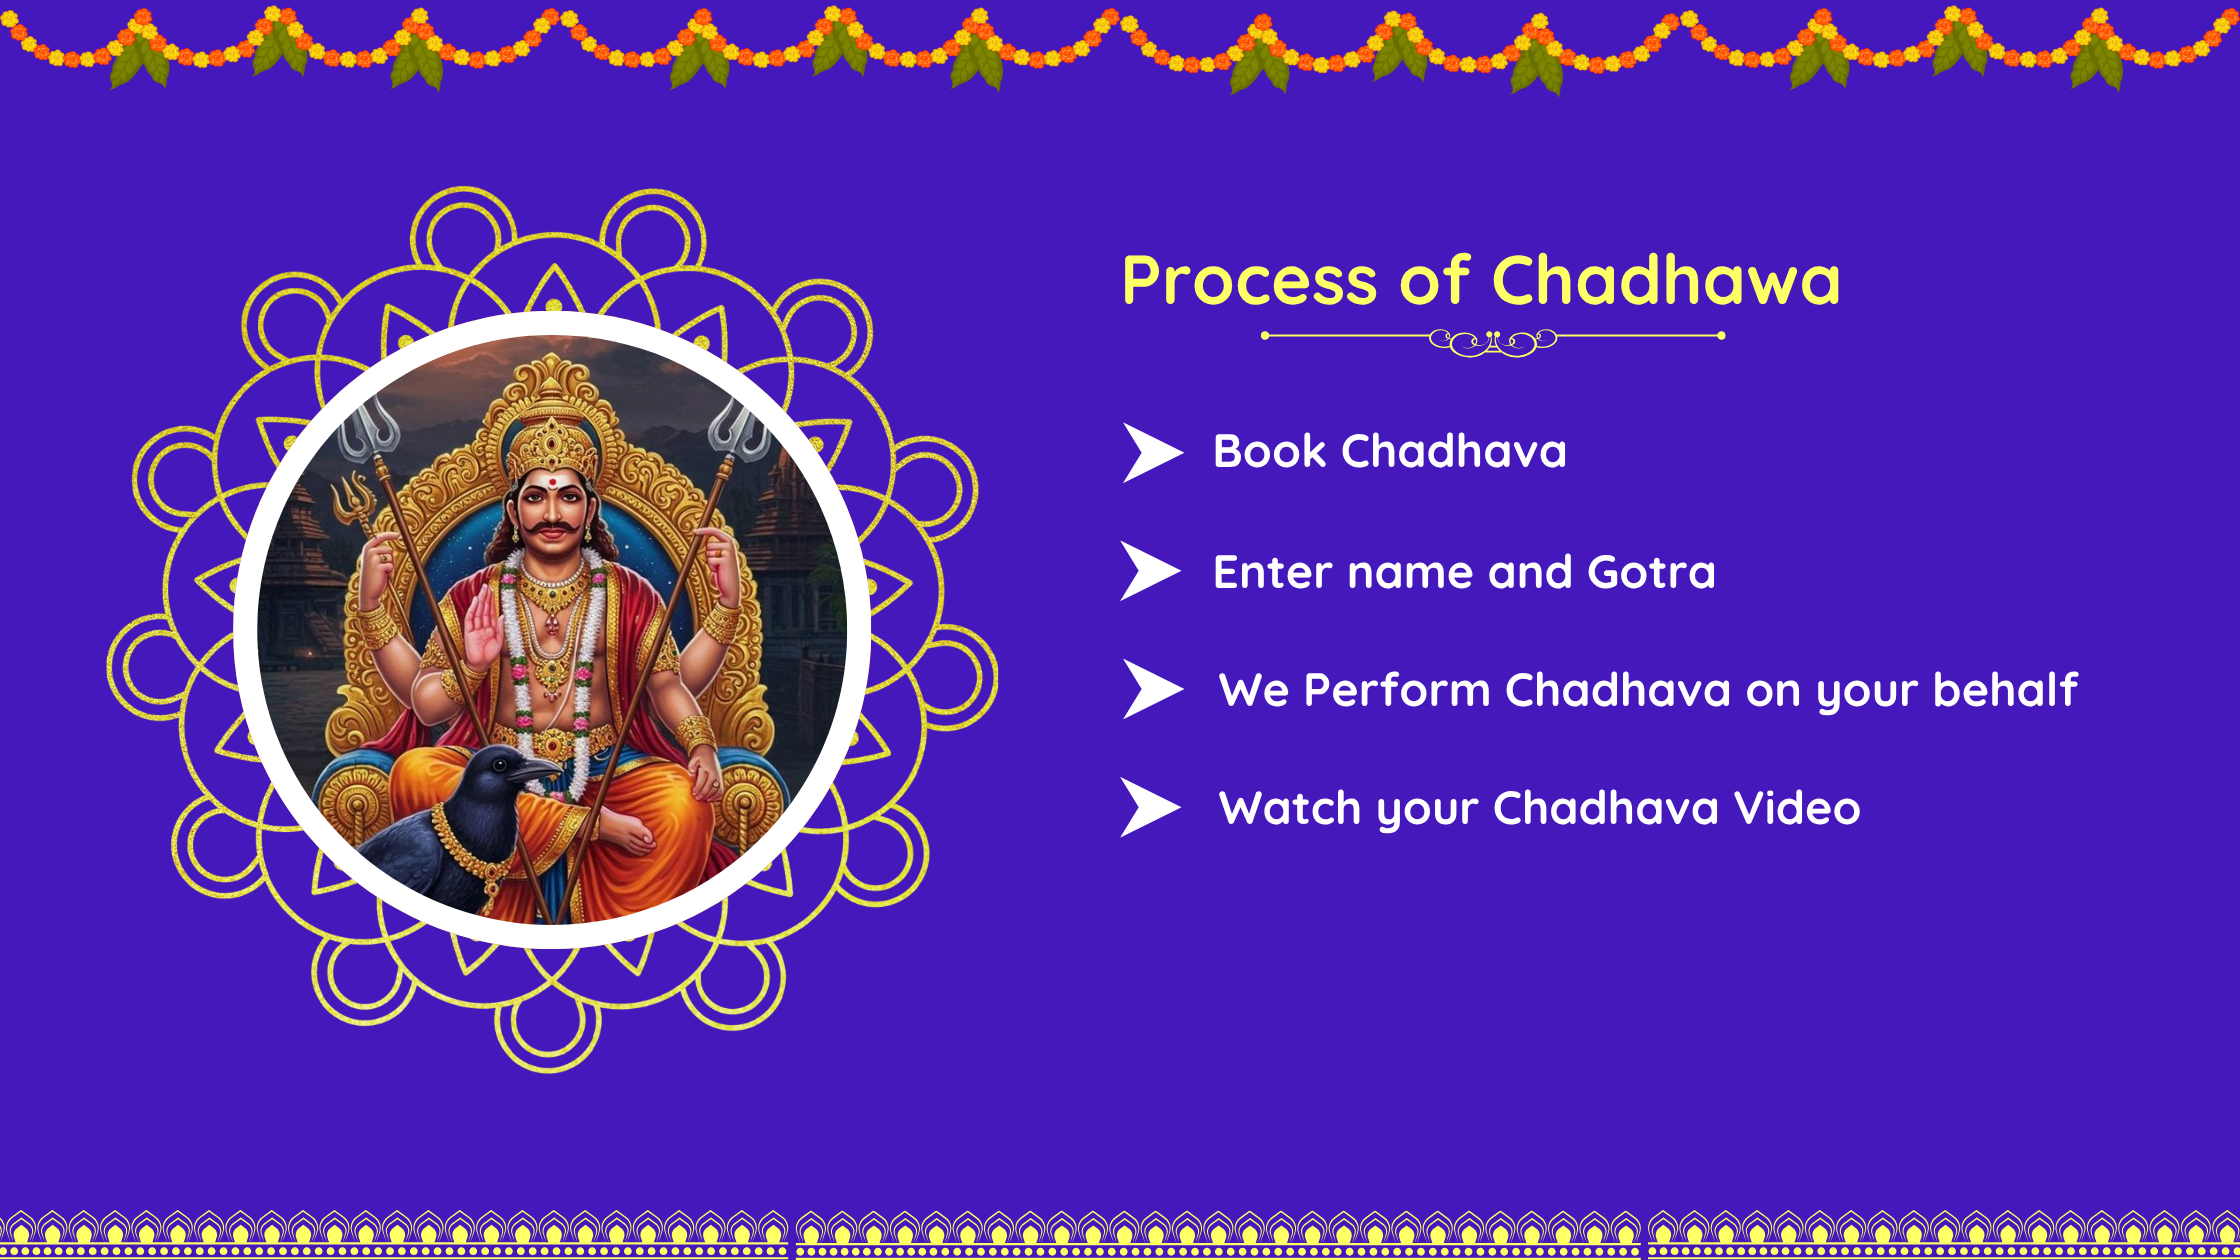 Process of Chadhawa
Book Chadhava
Enter name and Gotra
We Perform Chadhava on your behalf
Watch your Chadhava Video